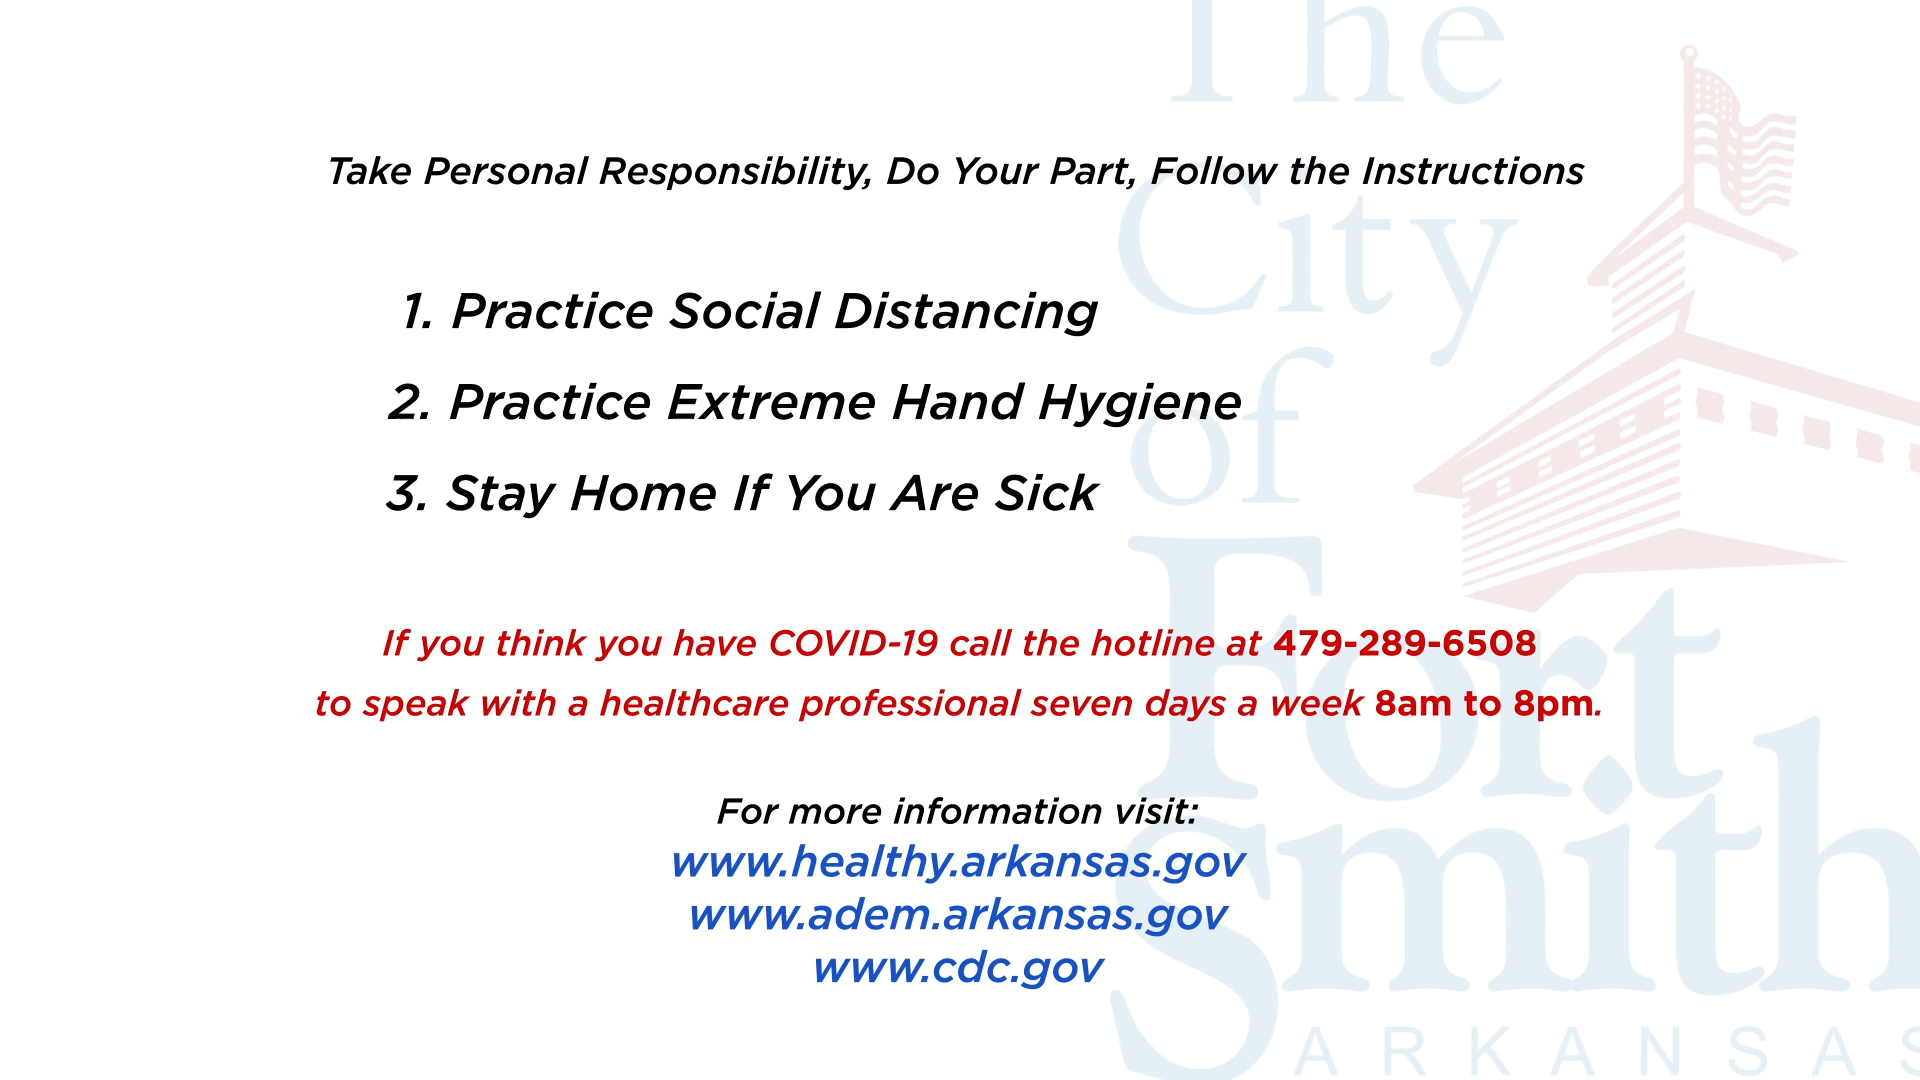 The
City
of
Fort
Smith
ARKANSAS
Take Personal Responsibility, Do Your Part, Follow the Instructions
1. Practice Social Distancing
2. Practice Extreme Hand Hygiene
3. Stay Home If You Are Sick
If you think you have COVID-19 call the hotline at 479-289-6508
to speak with a healthcare professional seven days a week 8am to 8pm.
For more information visit:
www.healthy.arkansas.gov
www.adem.arkansas.gov
www.cdc.gov